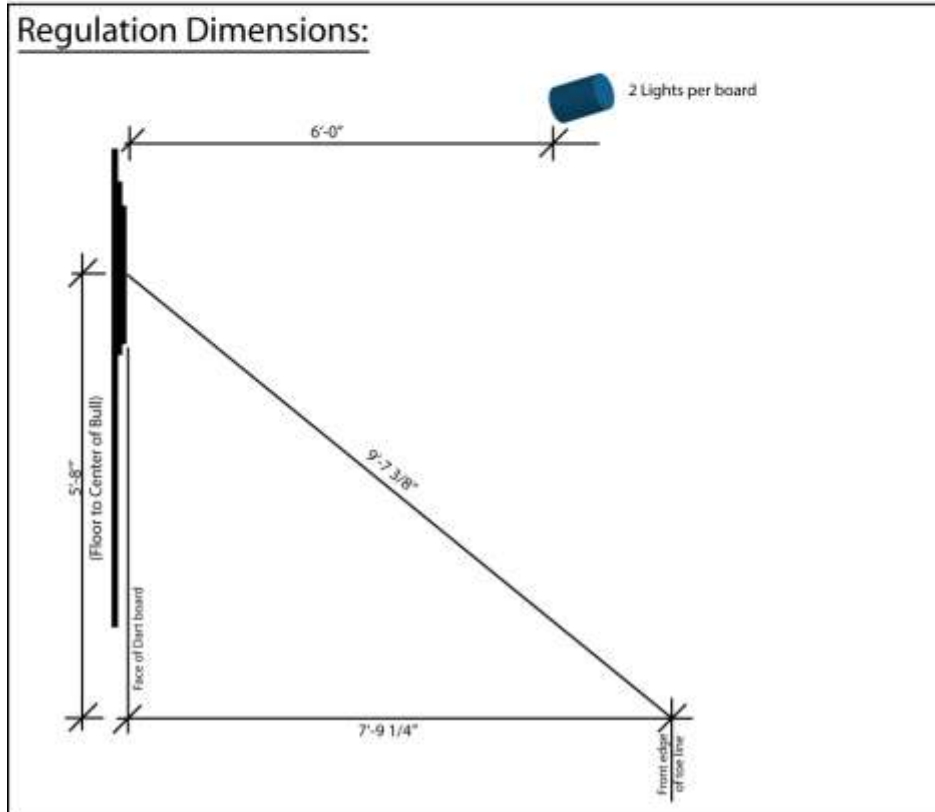 Regulation Dimensions:
2 Lights per board
6'-0"
5'-8"'
(Floor to Center of Bull)
9'-7 3/8"
Face of Dart board
7'-9 1/4"
Front edge
of toe line